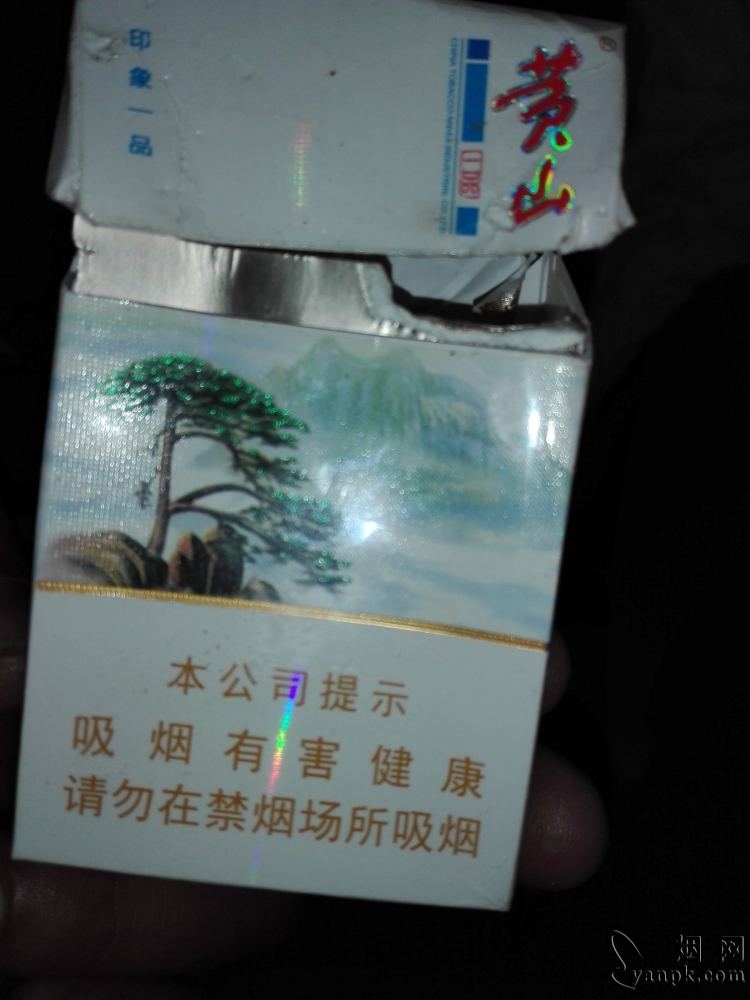 印象一品
黄山
本公司提示
吸烟有害健康
请勿在禁烟场所吸烟
烟网
yanpk.com